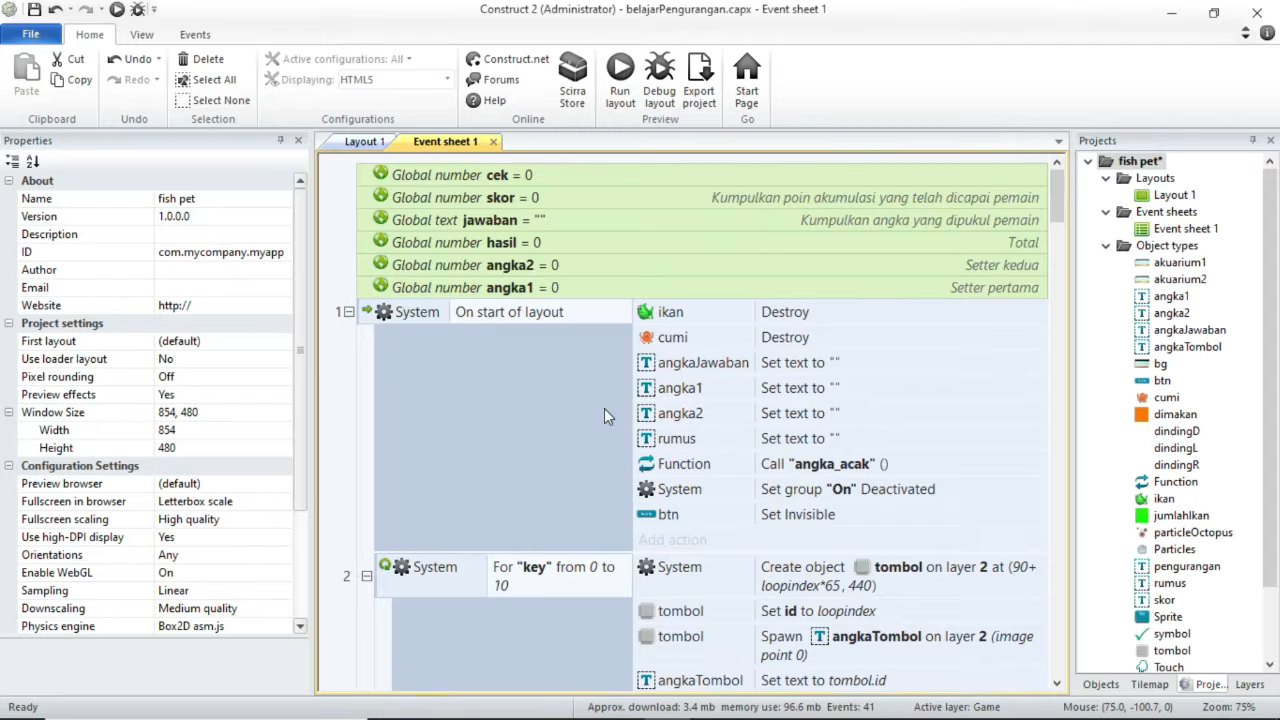 Construct 2 (Administrator) - belajarPengurangan.capx - Event sheet 1
File Home View Events
Paste Cut Copy
Clipboard
Undo
Redo
Undo
Delete
Select All
Select None
Selection
Active configurations: All
Displaying: HTML5
Configurations
Construct.net
Forums
Help
Scirra Store
Online
Run layout
Debug layout
Export project
Preview
Start Page
Go
Properties
About
Name fish pet
Version 1.0.0.0
Description
ID com.mycompany.myapp
Author
Email
Website http://
Project settings
First layout (default)
Use loader layout No
Pixel rounding Off
Preview effects Yes
Window Size 854, 480
Width 854
Height 480
Configuration Settings
Preview browser (default)
Fullscreen in browser Letterbox scale
Fullscreen scaling High quality
Use high-DPI display Yes
Orientations Any
Enable WebGL On
Sampling Linear
Downscaling Medium quality
Physics engine Box2D asm.js
Layout 1 Event sheet 1
Global number cek = 0
Global number skor = 0 Kumpulkan poin akumulasi yang telah dicapai pemain
Global text jawaban = "" Kumpulkan angka yang dipukul pemain
Global number hasil = 0 Total
Global number angka2 = 0 Setter kedua
Global number angka1 = 0 Setter pertama
1 System On start of layout ikan Destroy
cumi Destroy
T angkaJawaban Set text to ""
T angka1 Set text to ""
T angka2 Set text to ""
T rumus Set text to ""
Function Call "angka_acak" ()
System Set group "On" Deactivated
btn Set Invisible
Add action
2 System For "key" from 0 to 10 System Create object tombol on layer 2 at (90+
loopindex*65, 440)
tombol Set id to loopindex
tombol Spawn T angkaTombol on layer 2 (image
point 0)
T angkaTombol Set text to tombol.id
Projects
fish pet*
Layouts
Layout 1
Event sheets
Event sheet 1
Object types
akuarium1
akuarium2
T angka1
T angka2
T angkaJawaban
T angkaTombol
bg
btn
cumi
dimakan
dindingD
dindingL
dindingR
Function
ikan
jumlahIkan
particleOctopus
Particles
T pengurangan
T rumus
T skor
Sprite
symbol
tombol
Touch
Objects Tilemap Proje... Layers
Ready Approx. download: 3.4 mb memory use: 96.6 mb Events: 41 Active layer: Game Mouse: (75.0, -100.7, 0) Zoom: 75%